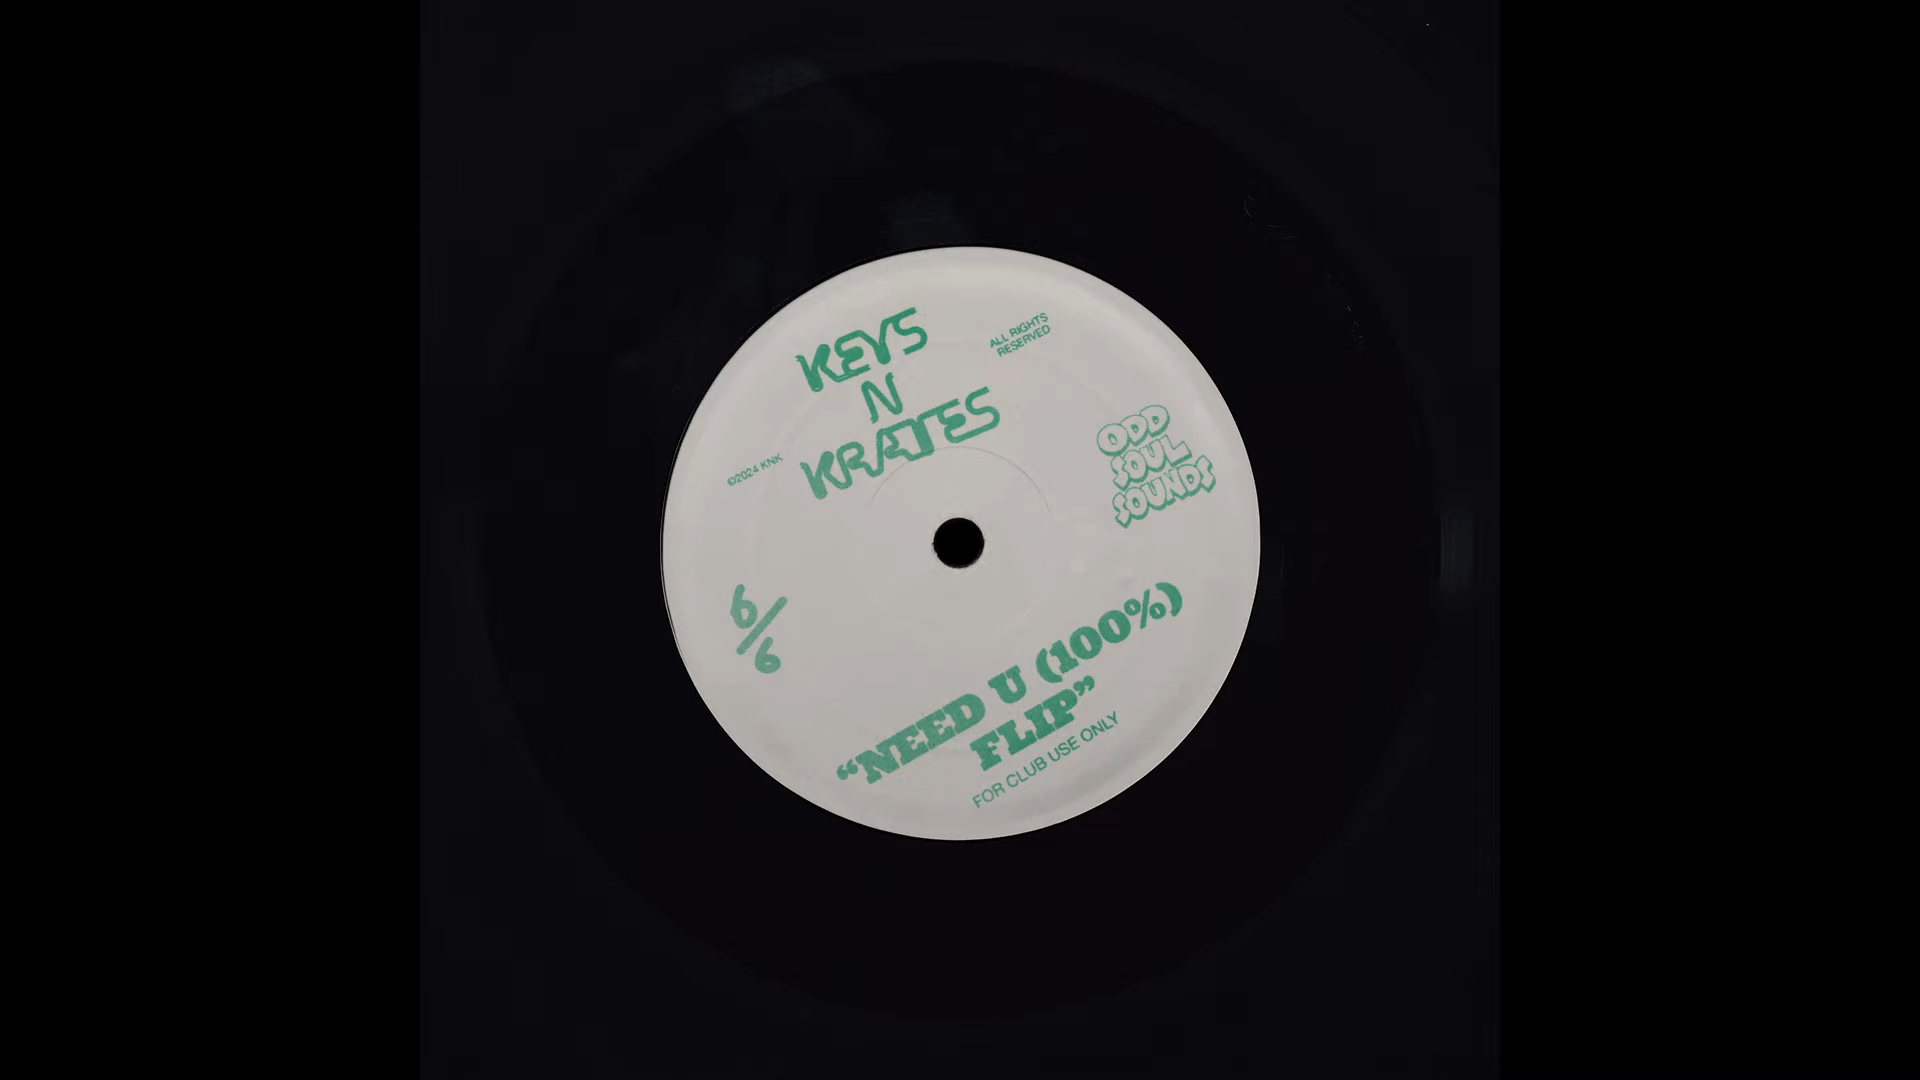 KEYS
N
KRATES
ALL RIGHTS
RESERVED
©2024 KNK
ODD
SOUL
SOUNDS
6/6
“NEED U (100%)
FLIP”
FOR CLUB USE ONLY